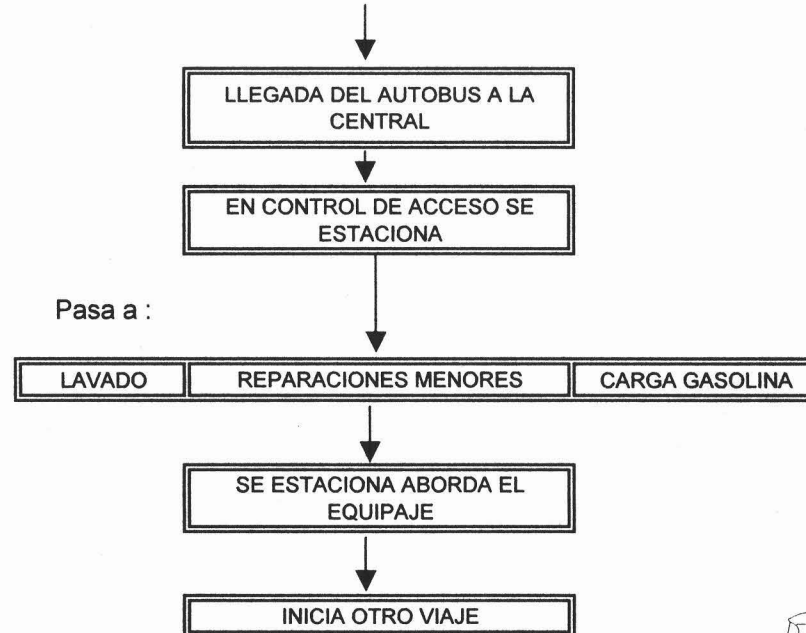 LLEGADA DEL AUTOBUS A LA
CENTRAL
EN CONTROL DE ACCESO SE
ESTACIONA
Pasa a :
LAVADO
REPARACIONES MENORES
CARGA GASOLINA
SE ESTACIONA ABORDA EL
EQUIPAJE
INICIA OTRO VIAJE